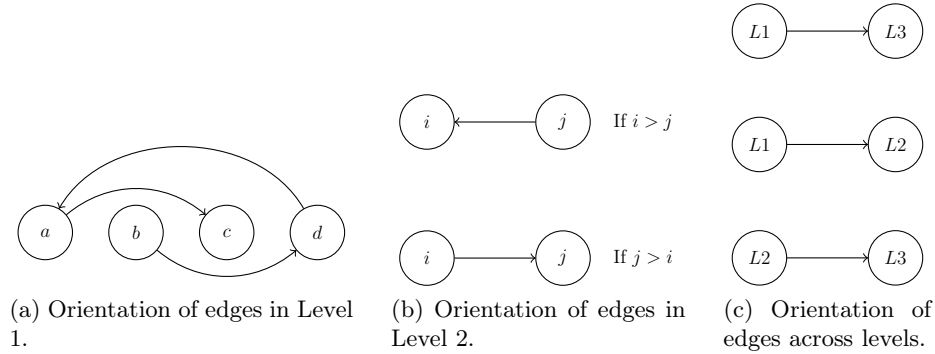 a b c d
(a) Orientation of edges in Level
1.
i j If i > j
i j If j > i
(b) Orientation of edges in
Level 2.
L1 L3
L1 L2
L2 L3
(c) Orientation of
edges across levels.